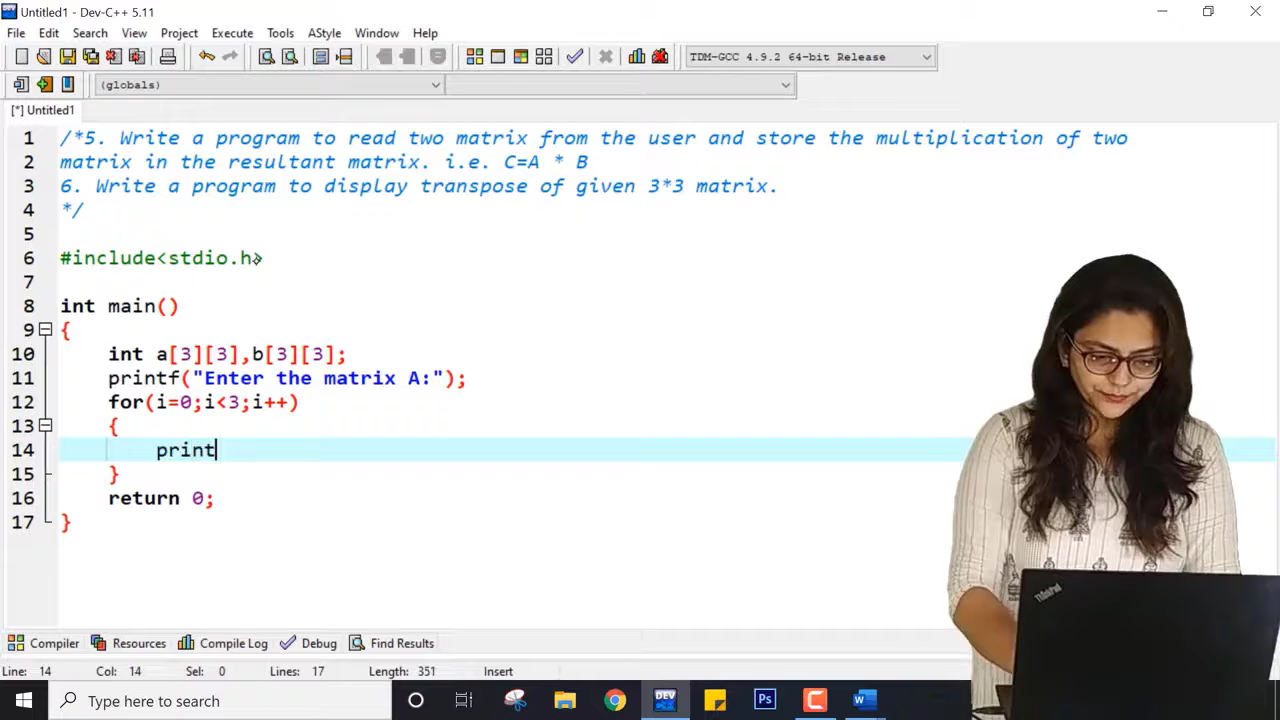 Untitled1 - Dev-C++ 5.11
File Edit Search View Project Execute Tools AStyle Window Help
TDM-GCC 4.9.2 64-bit Release
(globals)
[*] Untitled1
1 /*5. Write a program to read two matrix from the user and store the multiplication of two
2 matrix in the resultant matrix. i.e. C=A * B
3 6. Write a program to display transpose of given 3*3 matrix.
4 */
5
6 #include<stdio.h>
7
8 int main()
9 {
10 int a[3][3],b[3][3];
11 printf("Enter the matrix A:");
12 for(i=0;i<3;i++)
13 {
14 print
15 }
16 return 0;
17 }
Compiler Resources Compile Log Debug Find Results
Line: 14 Col: 14 Sel: 0 Lines: 17 Length: 351 Insert
Type here to search
DEV
Ps
ThinkPad